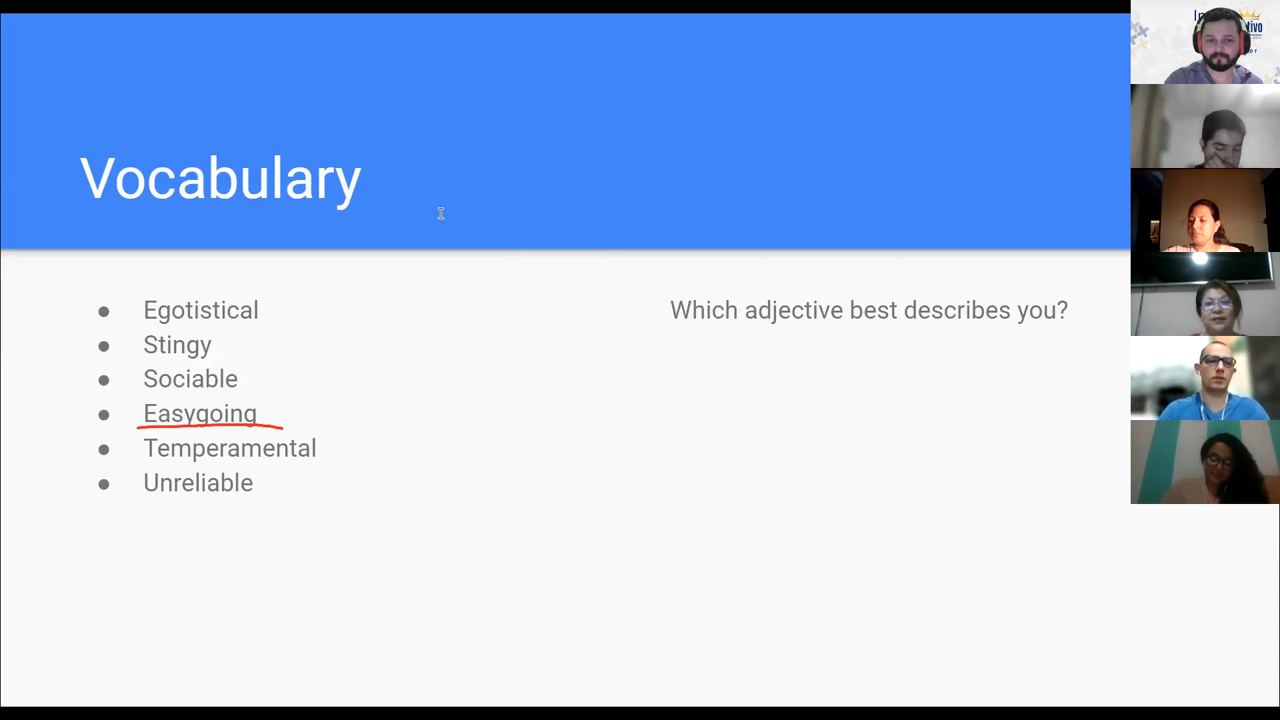 Vocabulary
Egotistical
Stingy
Sociable
Easygoing
Temperamental
Unreliable
Which adjective best describes you?